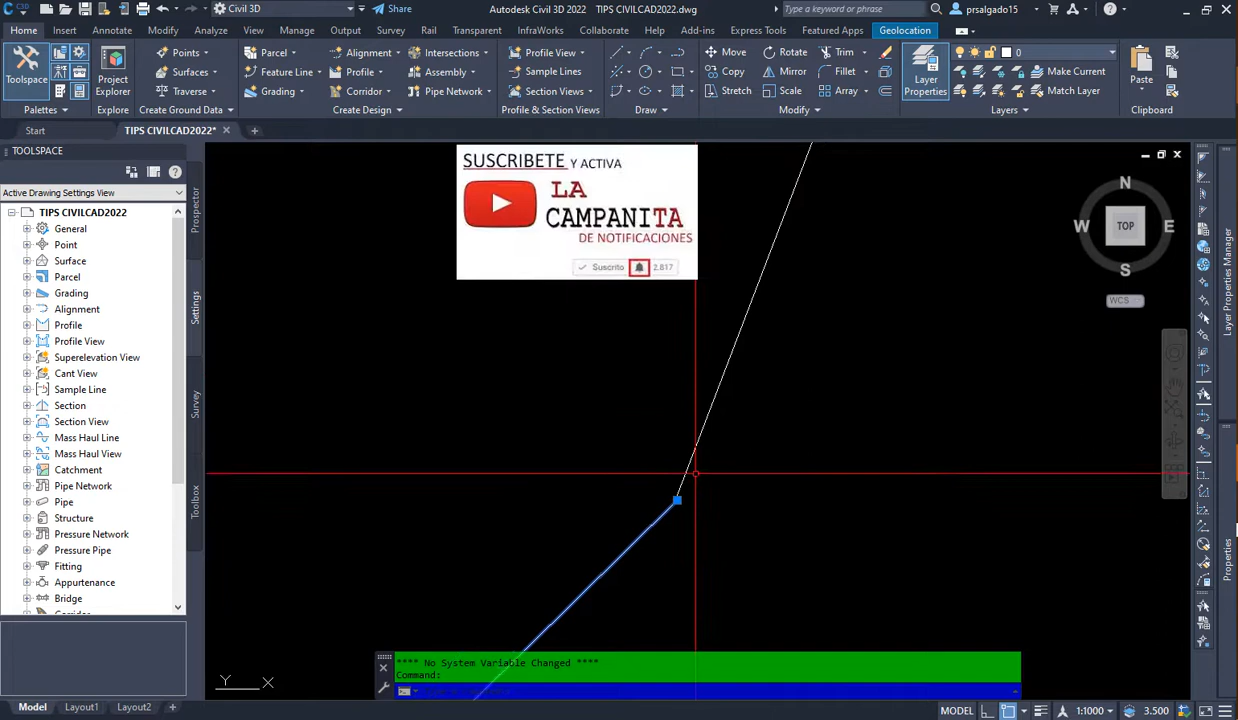 Civil 3D
Share
Autodesk Civil 3D 2022
TIPS CIVILCAD2022.dwg
Type a keyword or phrase
prsalgado15
Home
Insert
Annotate
Modify
Analyze
View
Manage
Output
Survey
Rail
Transparent
InfraWorks
Collaborate
Help
Add-ins
Express Tools
Featured Apps
Geolocation
Toolspace
Project
Explorer
Points
Surfaces
Traverse
Parcel
Feature Line
Grading
Alignment
Profile
Corridor
Intersections
Assembly
Pipe Network
Profile View
Sample Lines
Section Views
Move
Copy
Stretch
Rotate
Mirror
Scale
Trim
Fillet
Array
Layer
Properties
0
Make Current
Match Layer
Paste
Palettes
Explore
Create Ground Data
Create Design
Profile & Section Views
Draw
Modify
Layers
Clipboard
Start
TIPS CIVILCAD2022*
TOOLSPACE
Active Drawing Settings View
TIPS CIVILCAD2022
General
Point
Surface
Parcel
Grading
Alignment
Profile
Profile View
Superelevation View
Cant View
Sample Line
Section
Section View
Mass Haul Line
Mass Haul View
Catchment
Pipe Network
Pipe
Structure
Pressure Network
Pressure Pipe
Fitting
Appurtenance
Bridge
Corridor
Prospector
Settings
Survey
Toolbox
SUSCRIBETE Y ACTIVA
LA
CAMPANITA
DE NOTIFICACIONES
Suscrito
2.817
N
W
TOP
E
S
WCS
Layer Properties Manager
Properties
**** No System Variable Changed ****
Command:
Y
X
Model
Layout1
Layout2
MODEL
1:1000
3.500